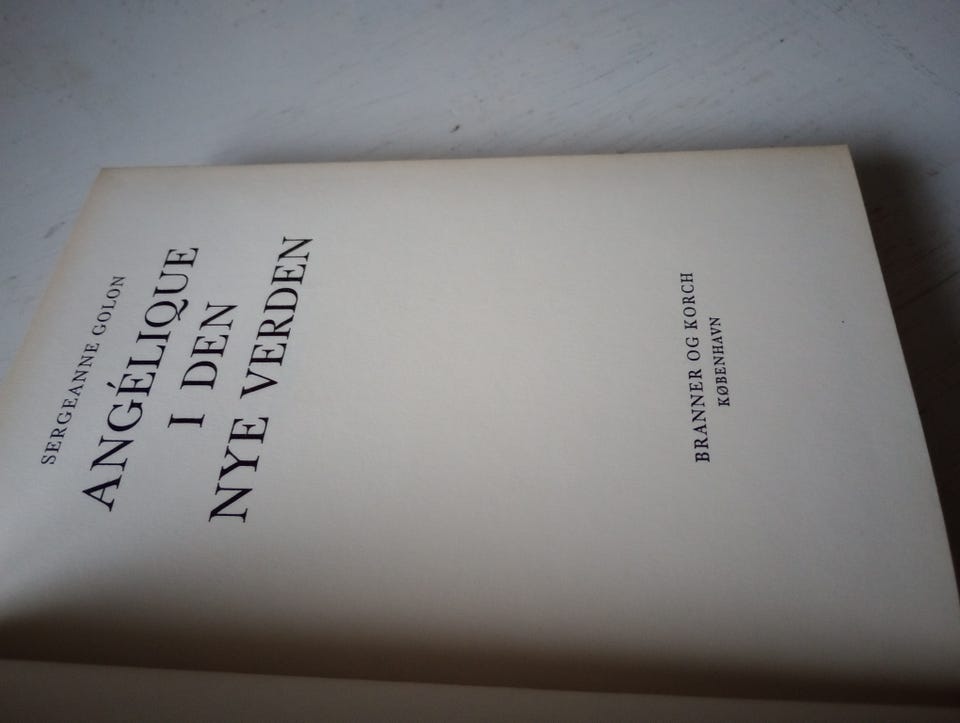 SERGEANNE GOLON
ANGÉLIQUE
I DEN
NYE VERDEN
BRANNER OG KORCH
KØBENHAVN